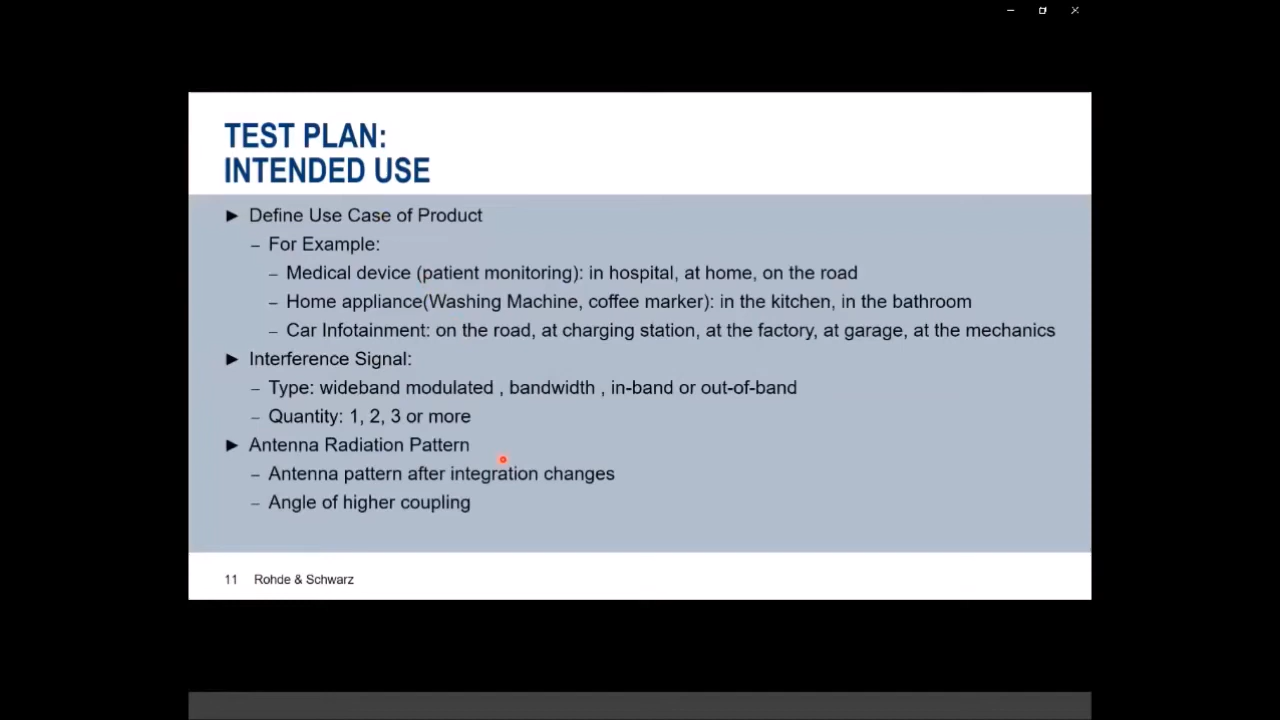 TEST PLAN:
INTENDED USE
► Define Use Case of Product
– For Example:
– Medical device (patient monitoring): in hospital, at home, on the road
– Home appliance(Washing Machine, coffee marker): in the kitchen, in the bathroom
– Car Infotainment: on the road, at charging station, at the factory, at garage, at the mechanics
► Interference Signal:
– Type: wideband modulated , bandwidth , in-band or out-of-band
– Quantity: 1, 2, 3 or more
► Antenna Radiation Pattern
– Antenna pattern after integration changes
– Angle of higher coupling
11 Rohde & Schwarz